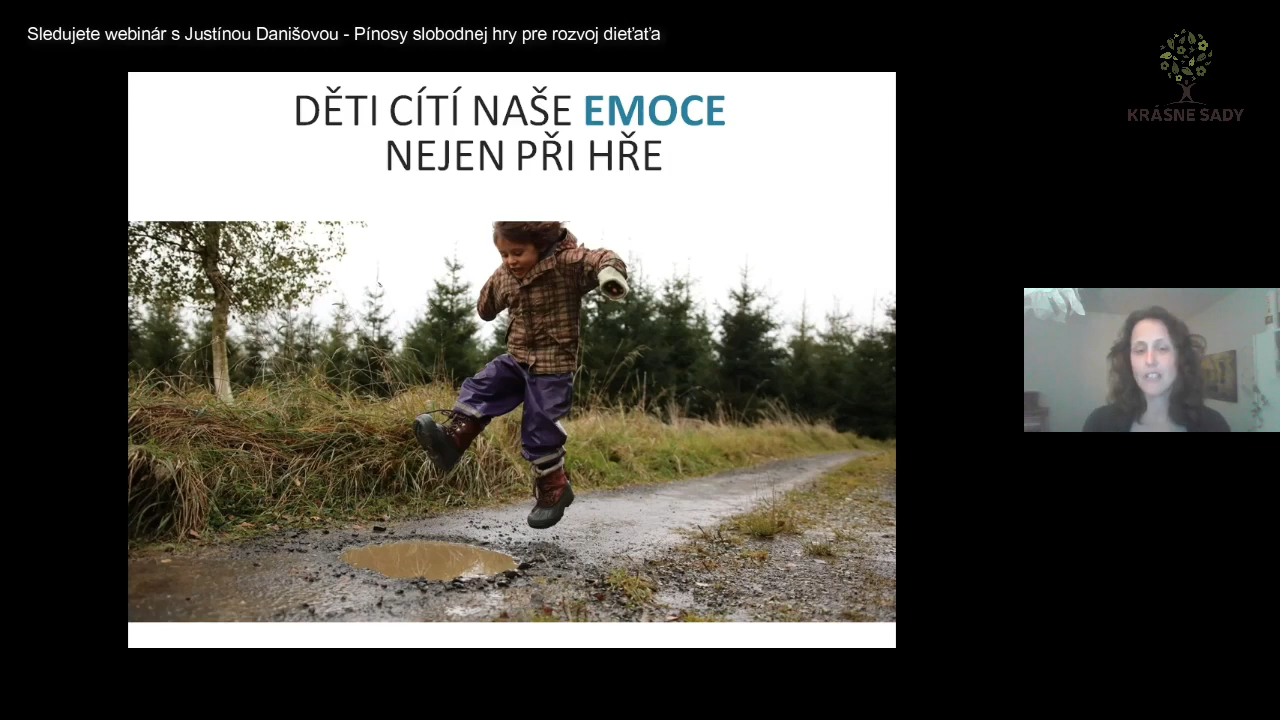 Sledujete webinár s Justínou Danišovou - Pínosy slobodnej hry pre rozvoj dieťaťa
KRÁSNE SADY
DĚTI CÍTÍ NAŠE EMOCE
NEJEN PŘI HŘE